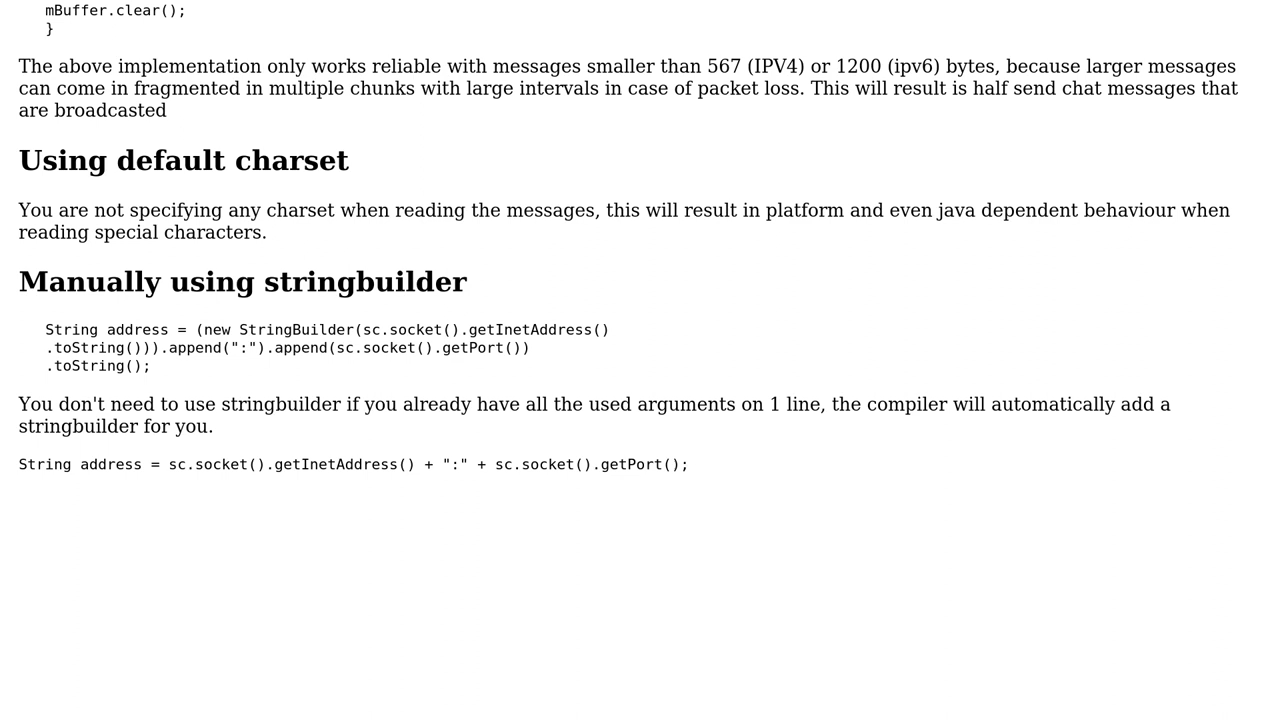 mBuffer.clear();
}
The above implementation only works reliable with messages smaller than 567 (IPV4) or 1200 (ipv6) bytes, because larger messages
can come in fragmented in multiple chunks with large intervals in case of packet loss. This will result is half send chat messages that
are broadcasted
Using default charset
You are not specifying any charset when reading the messages, this will result in platform and even java dependent behaviour when
reading special characters.
Manually using stringbuilder
String address = (new StringBuilder(sc.socket().getInetAddress()
.toString())).append(":").append(sc.socket().getPort())
.toString();
You don't need to use stringbuilder if you already have all the used arguments on 1 line, the compiler will automatically add a
stringbuilder for you.
String address = sc.socket().getInetAddress() + ":" + sc.socket().getPort();